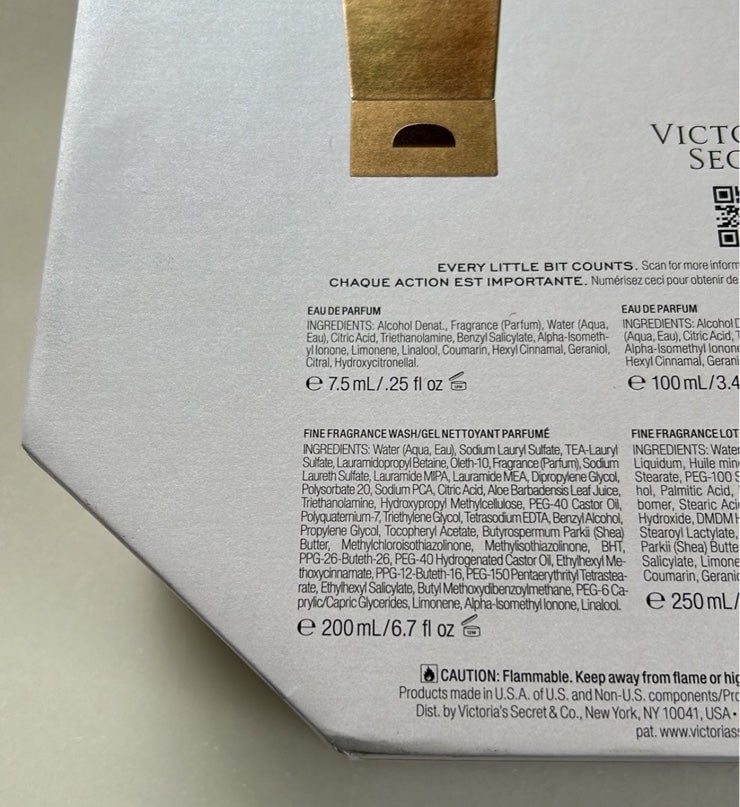 VICTO
SEC
EVERY LITTLE BIT COUNTS. Scan for more inform
CHAQUE ACTION EST IMPORTANTE. Numérisez ceci pour obtenir de
EAU DE PARFUM
INGREDIENTS: Alcohol Denat., Fragrance (Parfum), Water (Aqua,
Eau), Citric Acid, Triethanolamine, Benzyl Salicylate, Alpha-Isometh-
yl Ionone, Limonene, Linalool, Coumarin, Hexyl Cinnamal, Geraniol,
Citral, Hydroxycitronellal.
℮ 7.5 mL/.25 fl oz
EAU DE PARFUM
INGREDIENTS: Alcohol D
(Aqua, Eau), Citric Acid, T
Alpha-Isomethyl Ionone
Hexyl Cinnamal, Gerani
℮ 100 mL/3.4
FINE FRAGRANCE WASH/GEL NETTOYANT PARFUMÉ
INGREDIENTS: Water (Aqua, Eau), Sodium Lauryl Sulfate, TEA-Lauryl
Sulfate, Lauramidopropyl Betaine, Oleth-10, Fragrance (Parfum), Sodium
Laureth Sulfate, Lauramide MIPA, Lauramide MEA, Dipropylene Glycol,
Polysorbate 20, Sodium PCA, Citric Acid, Aloe Barbadensis Leaf Juice,
Triethanolamine, Hydroxypropyl Methylcellulose, PEG-40 Castor Oil,
Polyquaternium-7, Triethylene Glycol, Tetrasodium EDTA, Benzyl Alcohol,
Propylene Glycol, Tocopheryl Acetate, Butyrospermum Parkii (Shea)
Butter, Methylchloroisothiazolinone, Methylisothiazolinone, BHT,
PPG-26-Buteth-26, PEG-40 Hydrogenated Castor Oil, Ethylhexyl Me-
thoxycinnamate, PPG-12-Buteth-16, PEG-150 Pentaerythrityl Tetrastea-
rate, Ethylhexyl Salicylate, Butyl Methoxydibenzoylmethane, PEG-6 Ca-
prylic/Capric Glycerides, Limonene, Alpha-Isomethyl Ionone, Linalool.
℮ 200 mL/6.7 fl oz
FINE FRAGRANCE LOT
INGREDIENTS: Water
Liquidum, Huile min
Stearate, PEG-100 S
hol, Palmitic Acid,
bomer, Stearic Aci
Hydroxide, DMDM H
Stearoyl Lactylate,
Parkii (Shea) Butte
Salicylate, Limone
Coumarin, Geranio
℮ 250 mL/
CAUTION: Flammable. Keep away from flame or hig
Products made in U.S.A. of U.S. and Non-U.S. components/Pro
Dist. by Victoria's Secret & Co., New York, NY 10041, USA •
pat. www.victorias